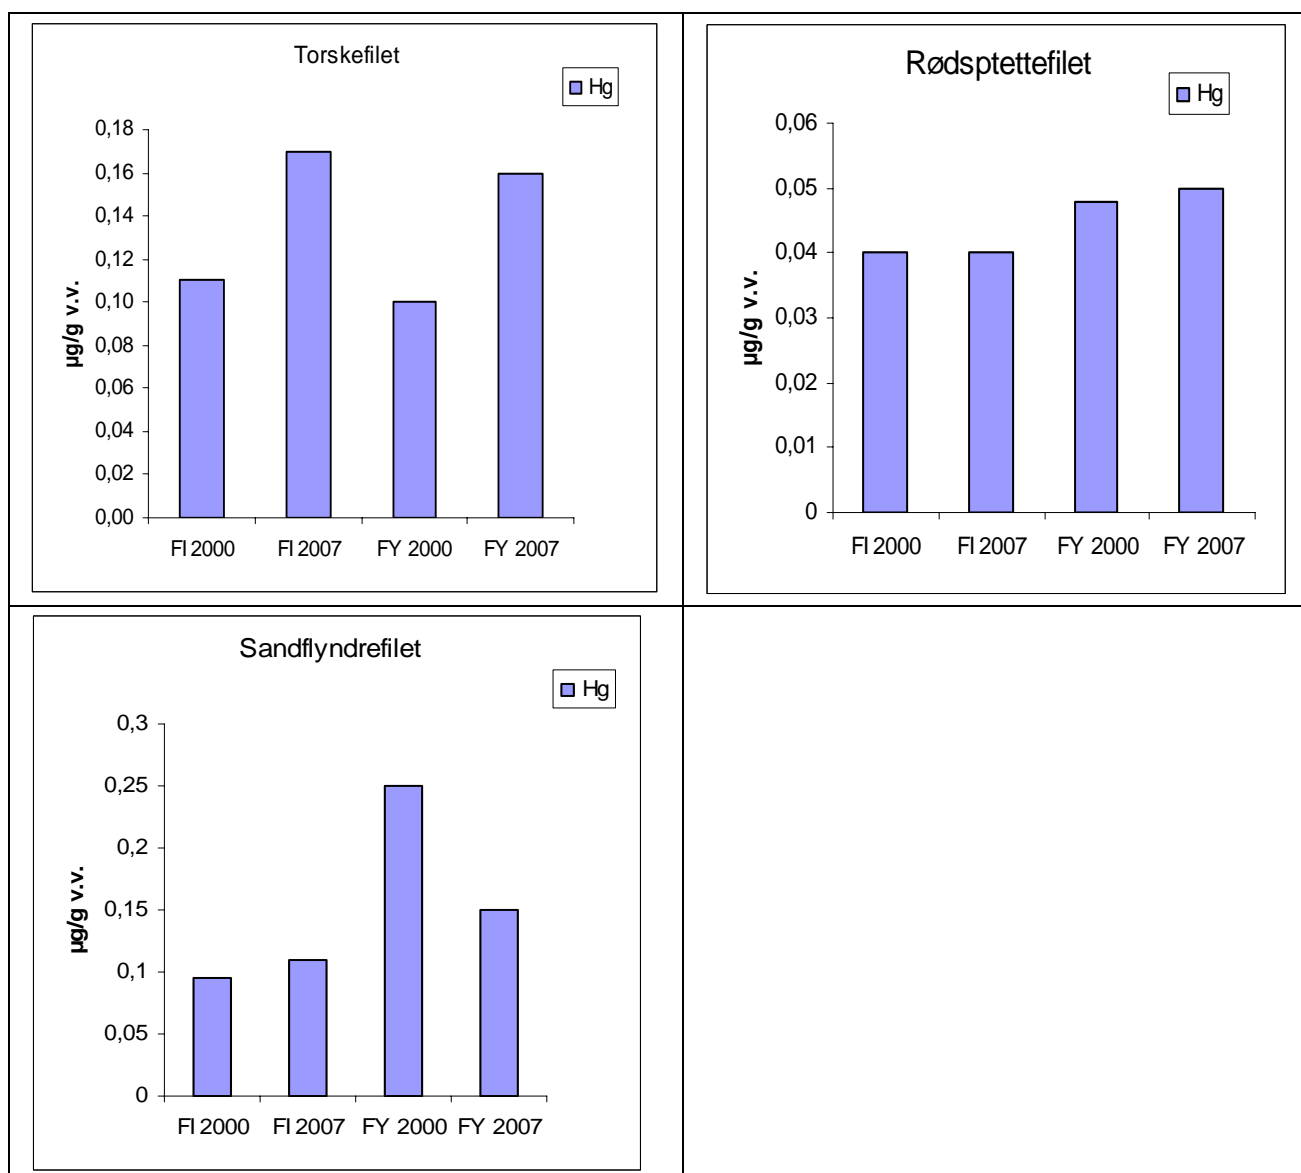 Torskefilet
Hg
0,18
0,16
0,14
0,12
0,10
0,08
0,06
0,04
0,02
0,00
µg/g v.v.
FI 2000 FI 2007 FY 2000 FY 2007
Rødsptettefilet
Hg
0,06
0,05
0,04
0,03
0,02
0,01
0
µg/g v.v.
FI 2000 FI 2007 FY 2000 FY 2007
Sandflyndrefilet
Hg
0,3
0,25
0,2
0,15
0,1
0,05
0
µg/g v.v.
FI 2000 FI 2007 FY 2000 FY 2007